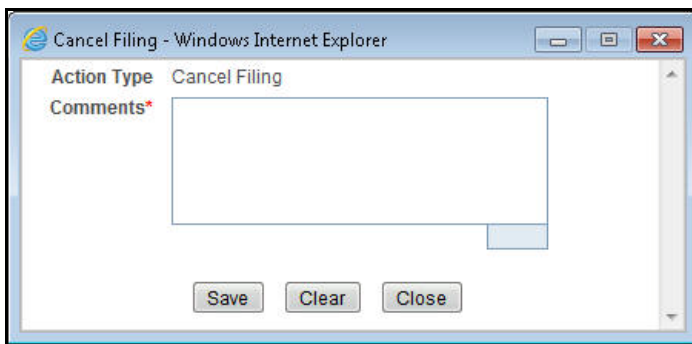 Cancel Filing - Windows Internet Explorer
Action Type Cancel Filing
Comments*
Save Clear Close